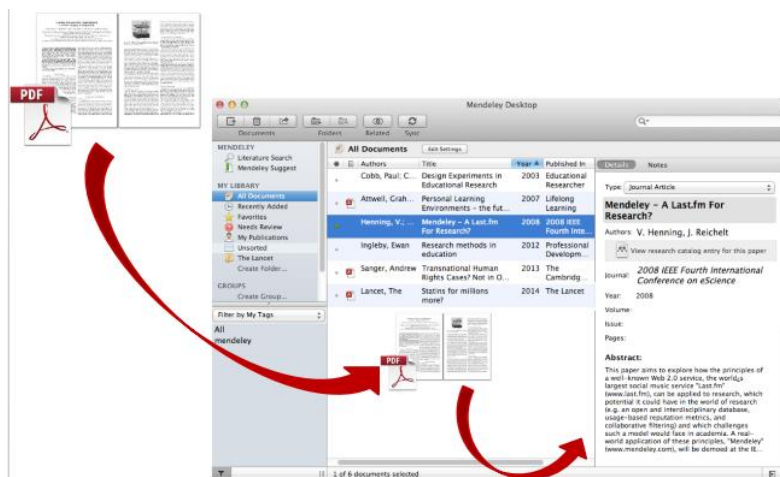 PDF
Mendeley Desktop
Documents
Folders
Related
Sync
Q
MENDELEY
Literature Search
Mendeley Suggest
MY LIBRARY
All Documents
Recently Added
Favorites
Needs Review
My Publications
Unsorted
The Lancet
Create Folder...
GROUPS
Create Group...
Filter by My Tags
All
mendeley
All Documents Edit Settings
Authors Title Year Published In
Cobb, Paul; C... Design Experiments in 2003 Educational
Educational Research Researcher
Attwell, Grah... Personal Learning 2007 Lifelong
Environments – the fut... Learning
Henning, V.; ... Mendeley – A Last.fm 2008 2008 IEEE
For Research? Fourth Inte...
Ingleby, Ewan Research methods in 2012 Professional
education Developm...
Sanger, Andrew Transnational Human 2013 The
Rights Cases? Not in O... Cambridg...
Lancet, The Statins for millions 2014 The Lancet
more?
PDF
1 of 6 documents selected
Details Notes
Type: Journal Article
Mendeley – A Last.fm For
Research?
Authors: V. Henning, J. Reichelt
View research catalog entry for this paper
Journal: 2008 IEEE Fourth International
Conference on eScience
Year: 2008
Volume:
Issue:
Pages:
Abstract:
This paper aims to explore how the principles of
a well-known Web 2.0 service, the world¿s
largest social music service "Last.fm"
(www.last.fm), can be applied to research, which
potential it could have in the world of research
(e.g. an open and interdisciplinary database,
usage-based reputation metrics, and
collaborative filtering) and which challenges
such a model would face in academia. A real-
world application of these principles, "Mendeley"
(www.mendeley.com), will be demoed at the IE...